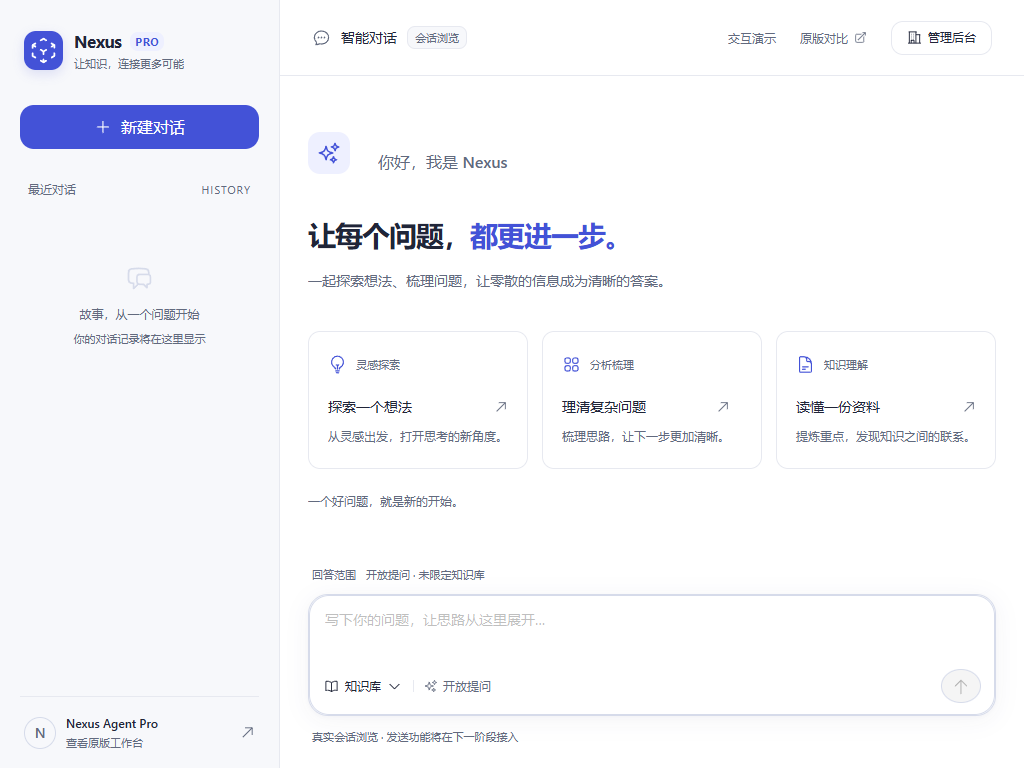 Nexus PRO
让知识，连接更多可能
新建对话
最近对话 HISTORY
故事，从一个问题开始
你的对话记录将在这里显示
N
Nexus Agent Pro
查看原版工作台
智能对话 会话浏览 交互演示 原版对比 管理后台
你好，我是 Nexus
让每个问题，都更进一步。
一起探索想法、梳理问题，让零散的信息成为清晰的答案。
灵感探索
探索一个想法
从灵感出发，打开思考的新角度。
分析梳理
理清复杂问题
梳理思路，让下一步更加清晰。
知识理解
读懂一份资料
提炼重点，发现知识之间的联系。
一个好问题，就是新的开始。
回答范围 开放提问 · 未限定知识库
写下你的问题，让思路从这里展开...
知识库 开放提问
真实会话浏览 · 发送功能将在下一阶段接入